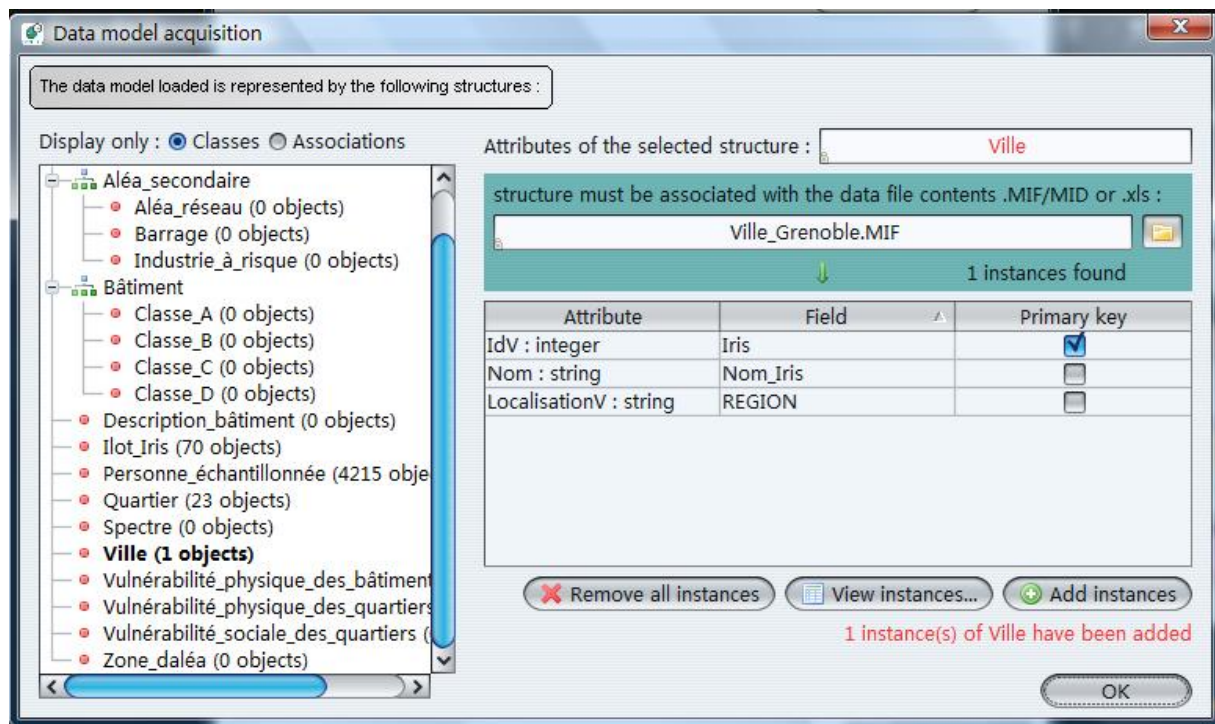 Data model acquisition
The data model loaded is represented by the following structures :
Display only : Classes Associations
Aléa_secondaire
Aléa_réseau (0 objects)
Barrage (0 objects)
Industrie_à_risque (0 objects)
Bâtiment
Classe_A (0 objects)
Classe_B (0 objects)
Classe_C (0 objects)
Classe_D (0 objects)
Description_bâtiment (0 objects)
Ilot_Iris (70 objects)
Personne_échantillonnée (4215 obje
Quartier (23 objects)
Spectre (0 objects)
Ville (1 objects)
Vulnérabilité_physique_des_bâtiment
Vulnérabilité_physique_des_quartiers
Vulnérabilité_sociale_des_quartiers (
Zone_daléa (0 objects)
Attributes of the selected structure : Ville
structure must be associated with the data file contents .MIF/MID or .xls :
Ville_Grenoble.MIF
1 instances found
Attribute Field Primary key
IdV : integer Iris
Nom : string Nom_Iris
LocalisationV : string REGION
Remove all instances View instances... Add instances
1 instance(s) of Ville have been added
OK